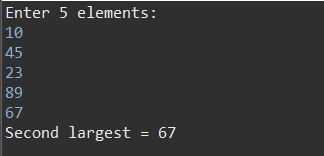 Enter 5 elements:
10
45
23
89
67
Second largest = 67